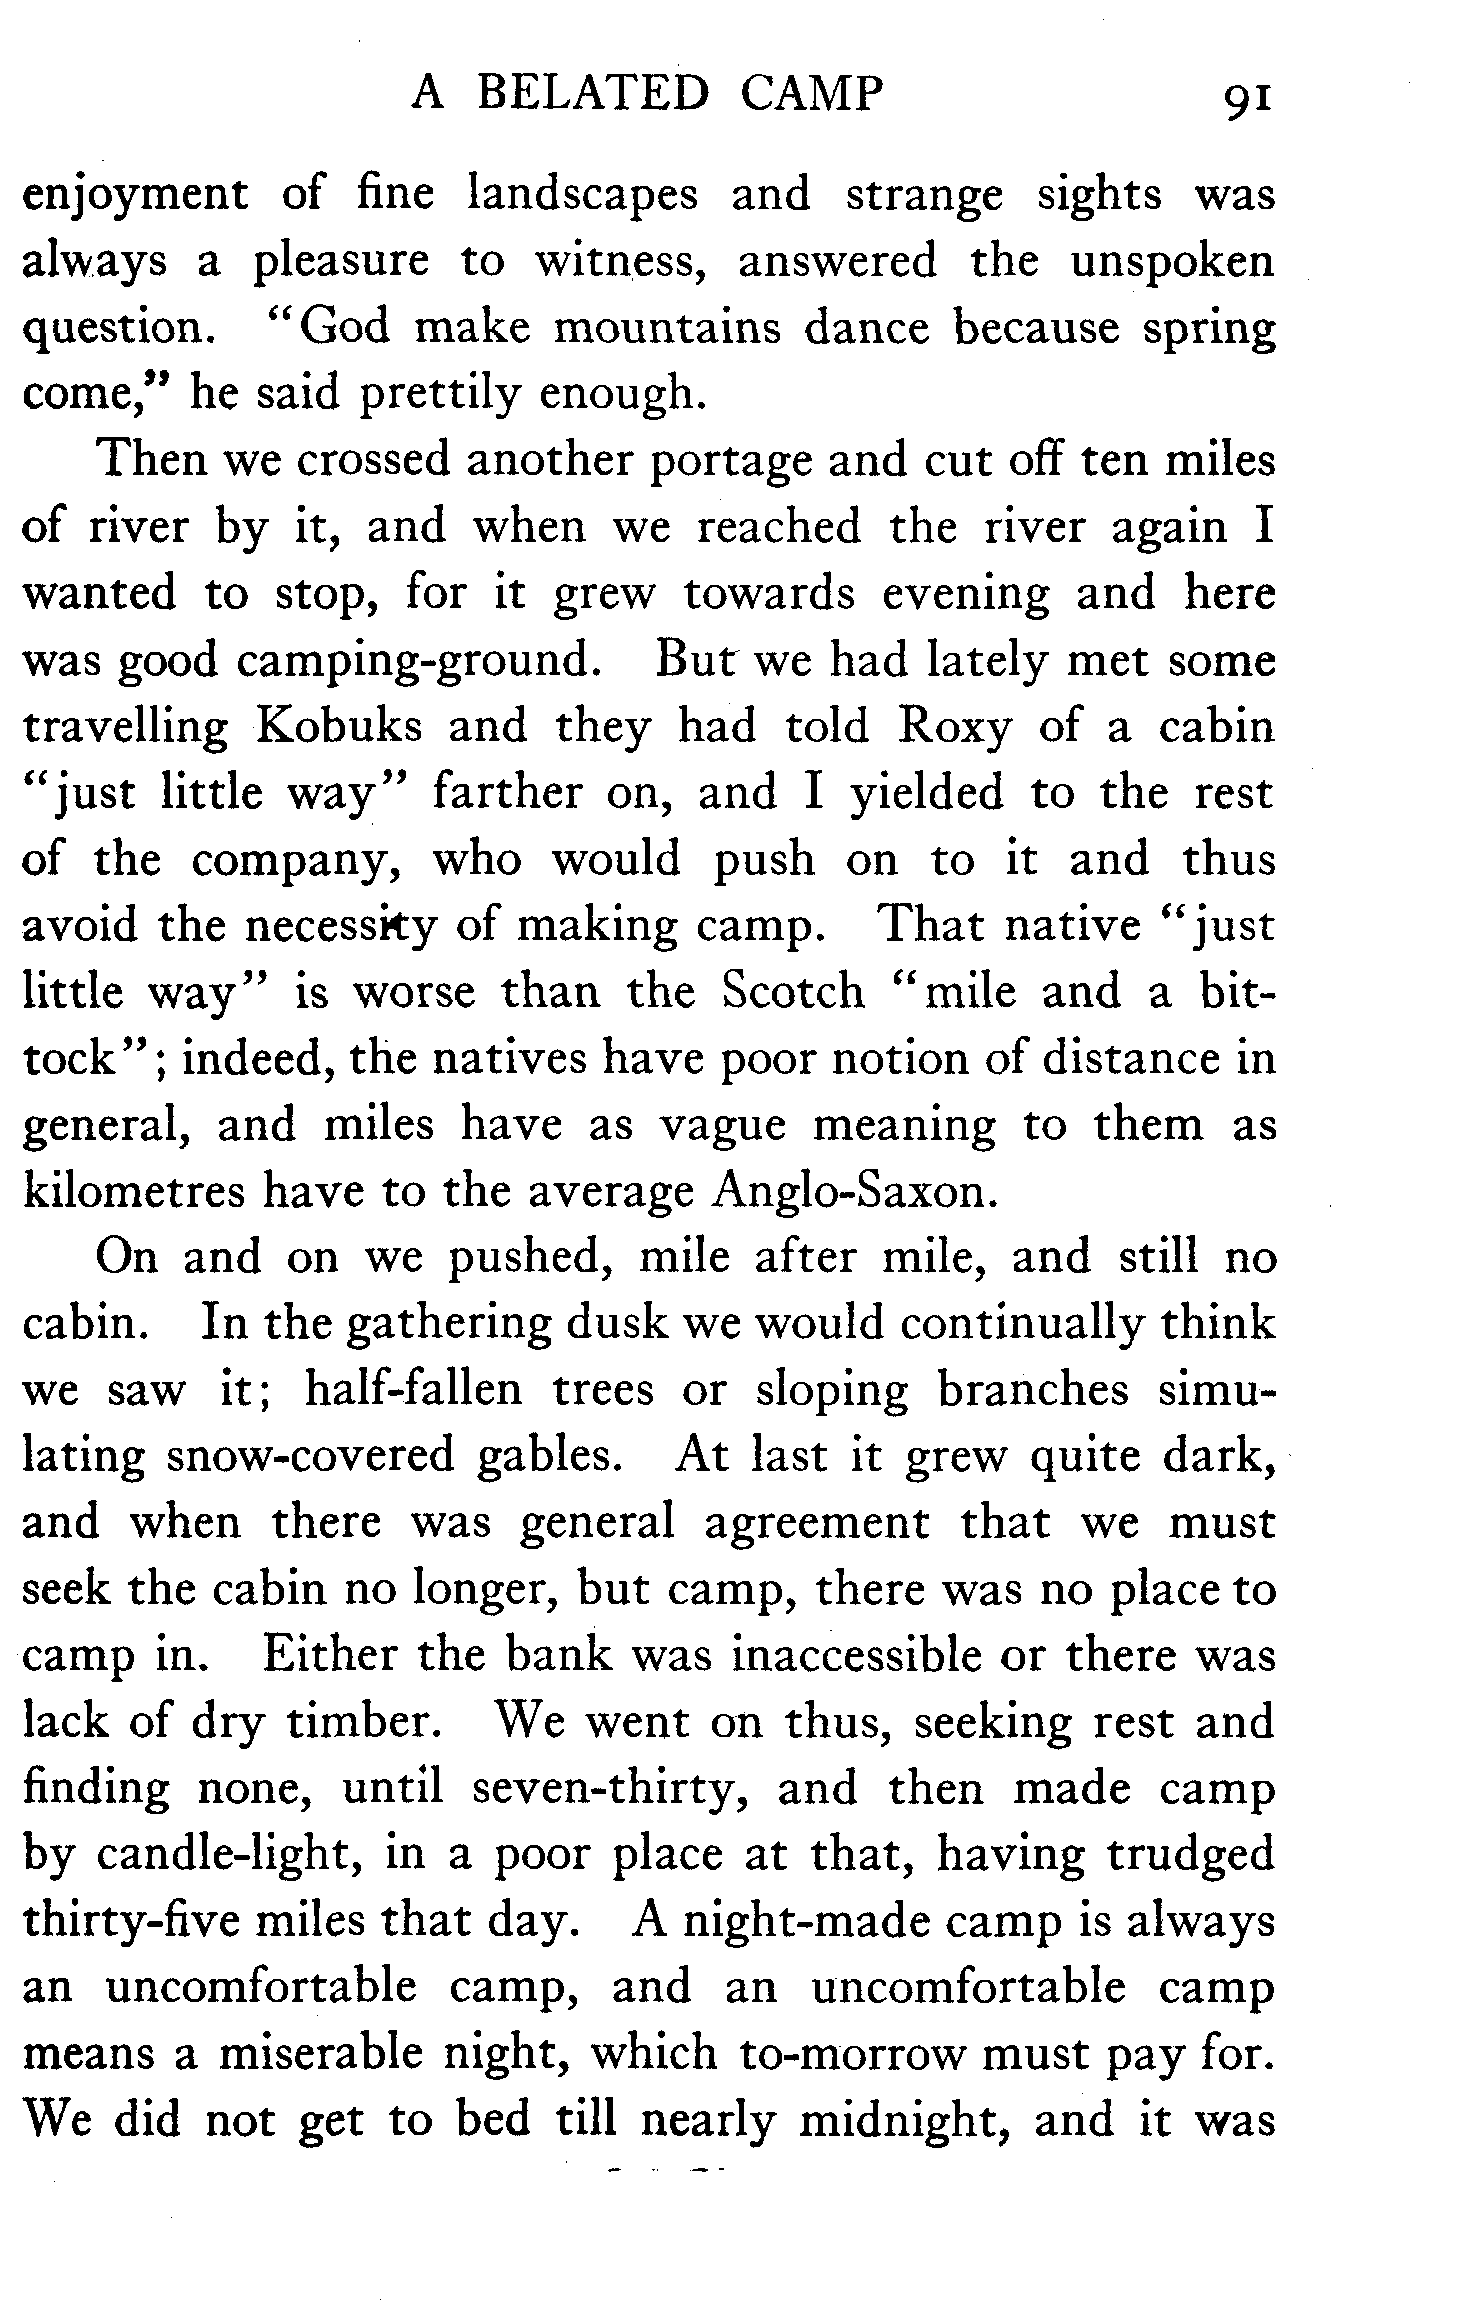 A BELATED CAMP 91
enjoyment of fine landscapes and strange sights was
always a pleasure to witness, answered the unspoken
question. "God make mountains dance because spring
come," he said prettily enough.
Then we crossed another portage and cut off ten miles
of river by it, and when we reached the river again I
wanted to stop, for it grew towards evening and here
was good camping-ground. But we had lately met some
travelling Kobuks and they had told Roxy of a cabin
"just little way" farther on, and I yielded to the rest
of the company, who would push on to it and thus
avoid the necessity of making camp. That native "just
little way" is worse than the Scotch "mile and a bit-
tock"; indeed, the natives have poor notion of distance in
general, and miles have as vague meaning to them as
kilometres have to the average Anglo-Saxon.
On and on we pushed, mile after mile, and still no
cabin. In the gathering dusk we would continually think
we saw it; half-fallen trees or sloping branches simu-
lating snow-covered gables. At last it grew quite dark,
and when there was general agreement that we must
seek the cabin no longer, but camp, there was no place to
camp in. Either the bank was inaccessible or there was
lack of dry timber. We went on thus, seeking rest and
finding none, until seven-thirty, and then made camp
by candle-light, in a poor place at that, having trudged
thirty-five miles that day. A night-made camp is always
an uncomfortable camp, and an uncomfortable camp
means a miserable night, which to-morrow must pay for.
We did not get to bed till nearly midnight, and it was